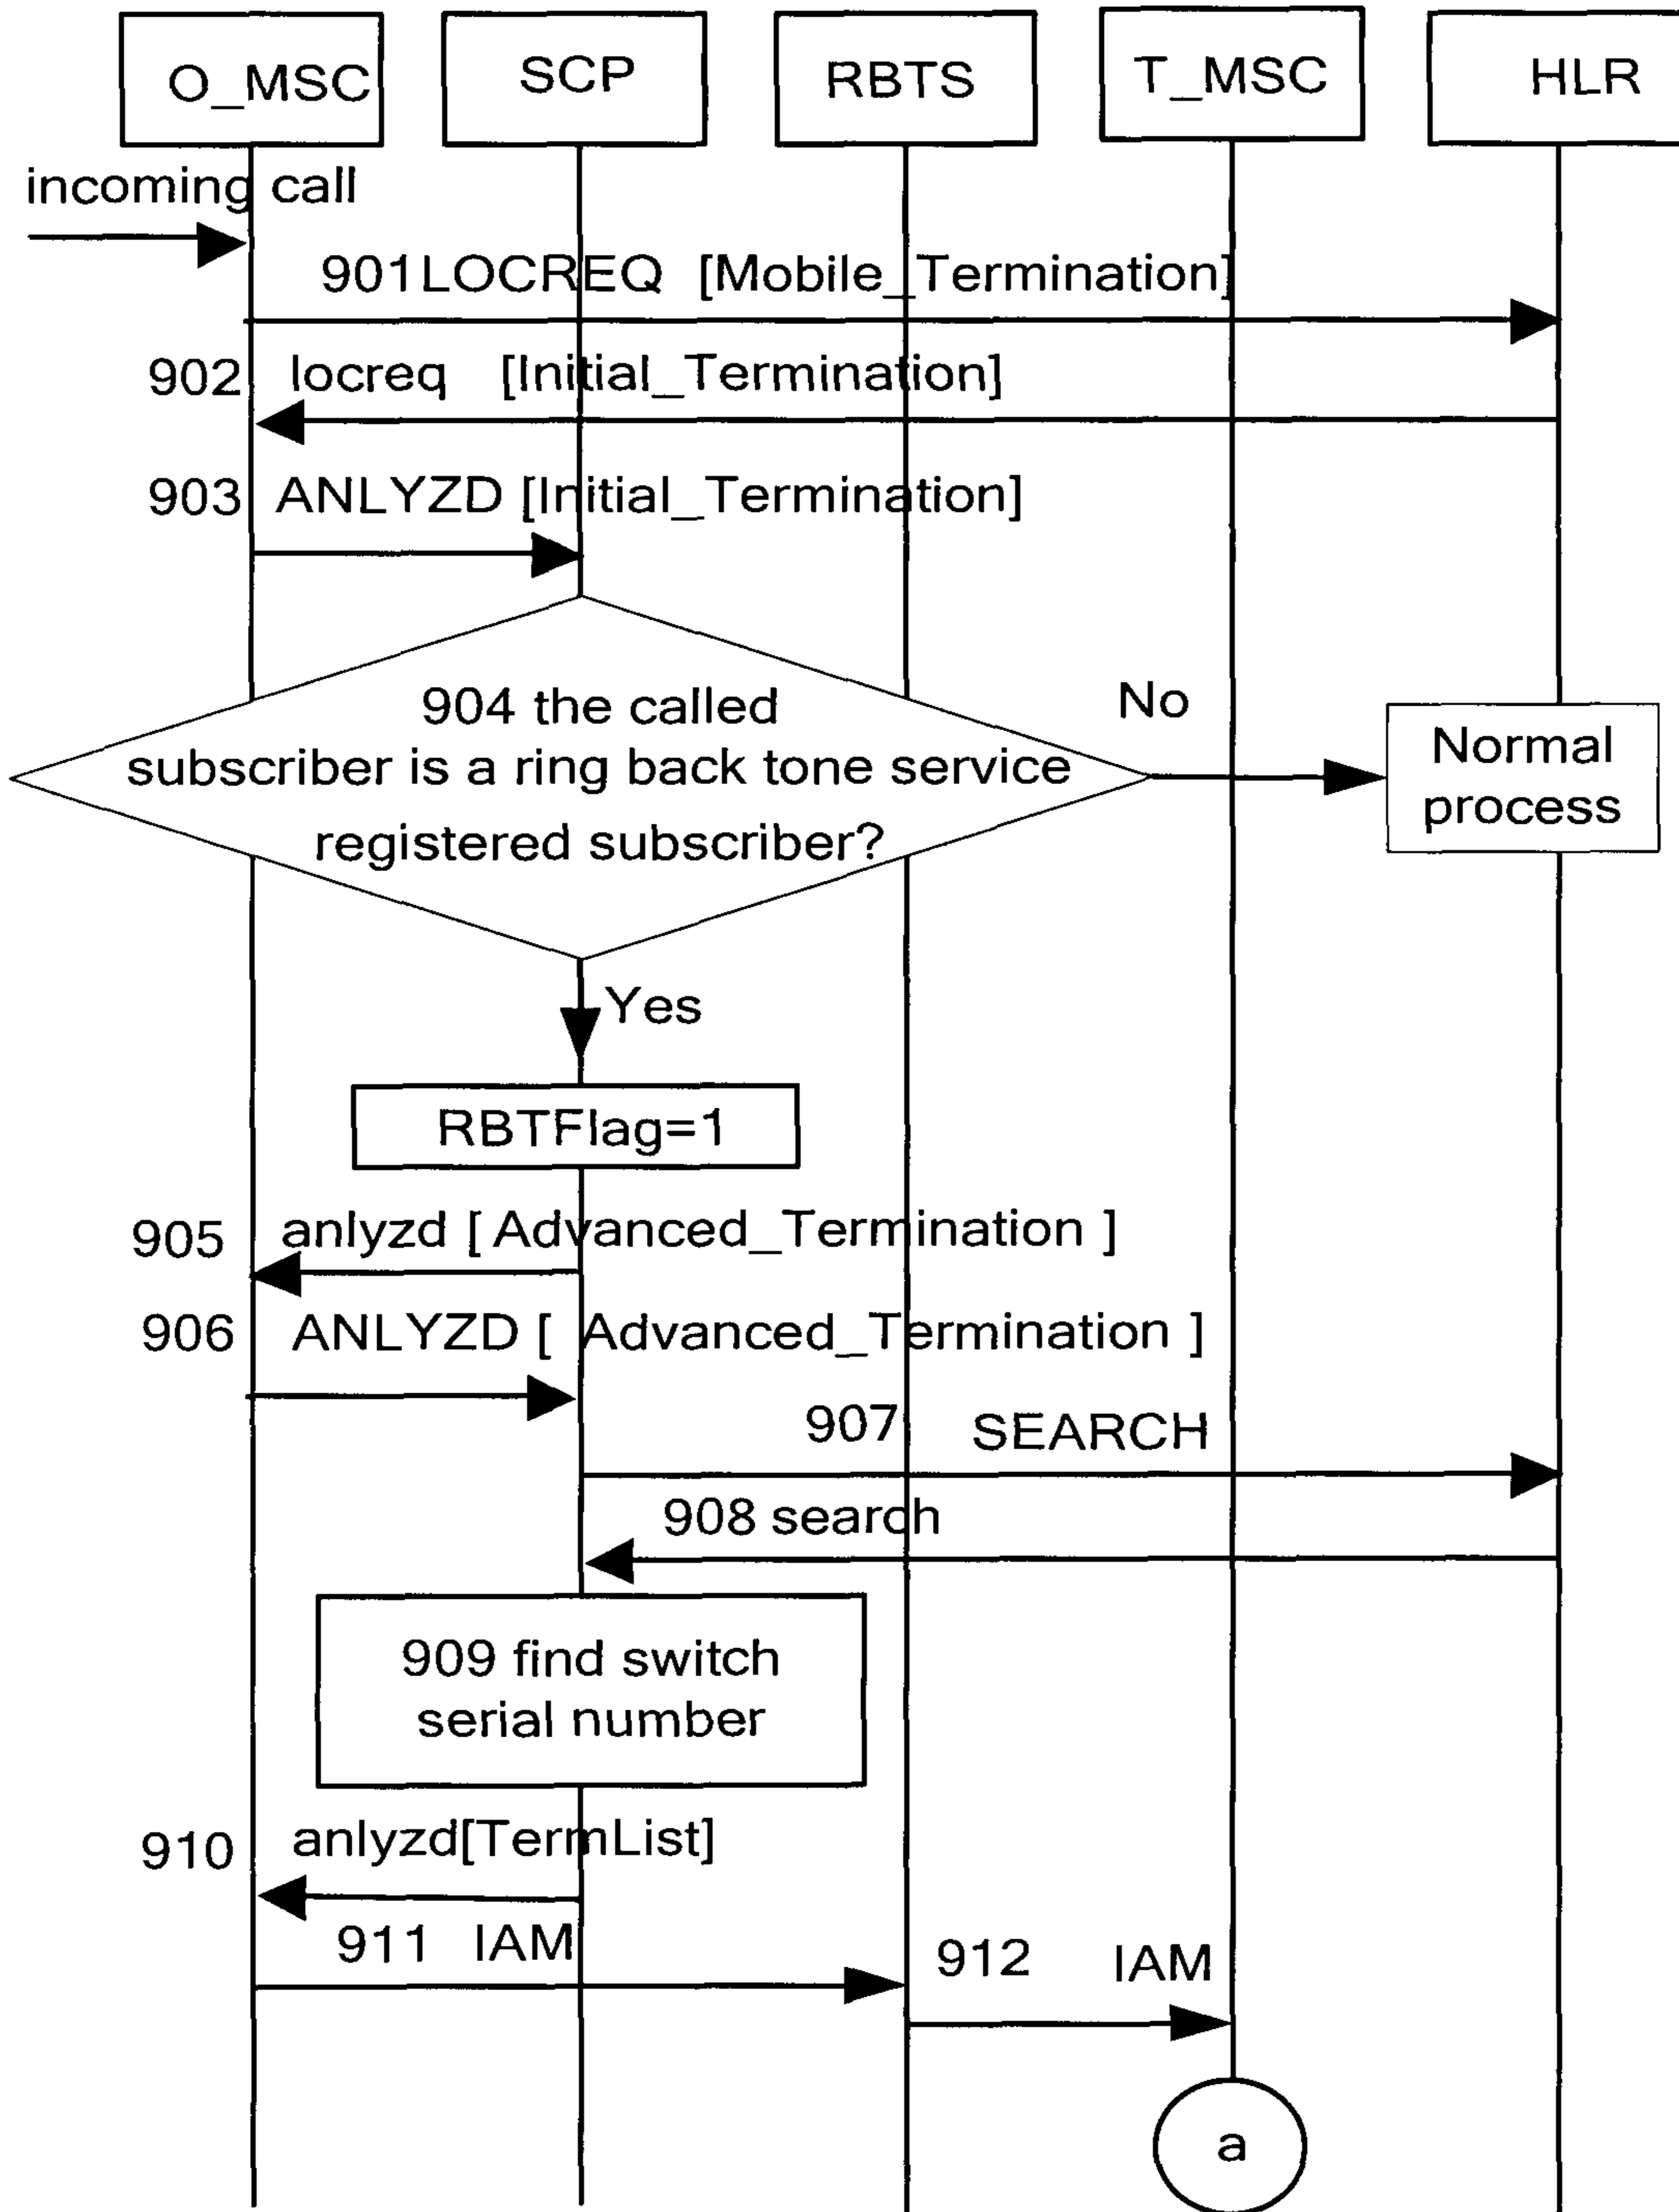 O_MSC
SCP
RBTS
T_MSC
HLR
incoming call
901LOCREQ [Mobile_Termination]
902 locreq [Initial_Termination]
903 ANLYZD [Initial_Termination]
904 the called
subscriber is a ring back tone service
registered subscriber?
No
Normal
process
Yes
RBTFlag=1
905 anlyzd [ Advanced_Termination ]
906 ANLYZD [ Advanced_Termination ]
907 SEARCH
908 search
909 find switch
serial number
910 anlyzd[TermList]
911 IAM
912 IAM
a